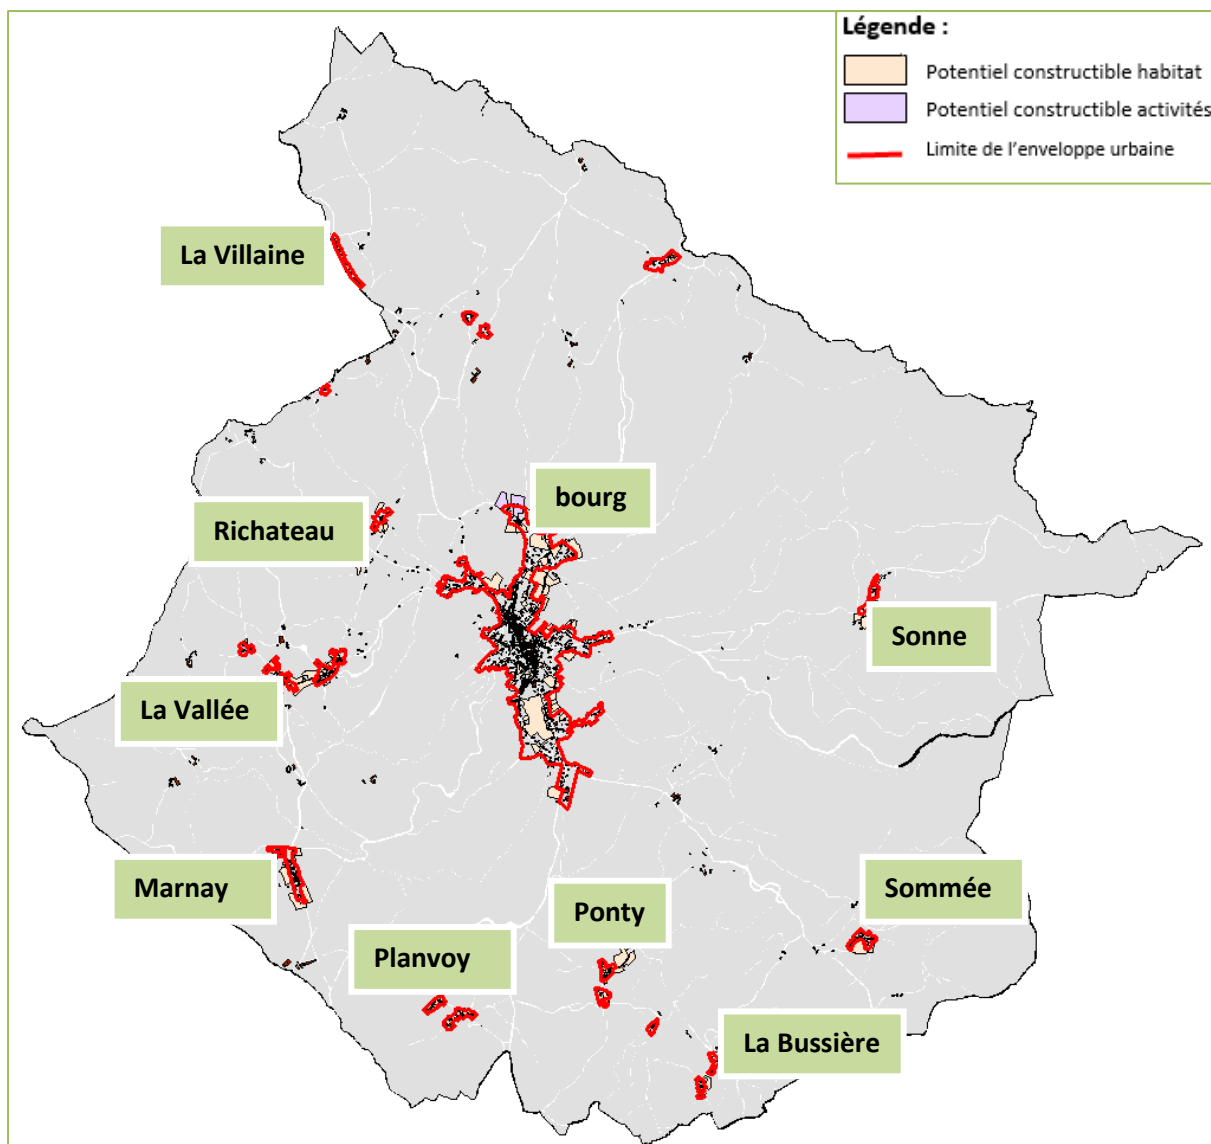 Légende :
Potentiel constructible habitat
Potentiel constructible activités
Limite de l'enveloppe urbaine
La Villaine
bourg
Richateau
Sonne
La Vallée
Marnay
Sommée
Ponty
Planvoy
La Bussière